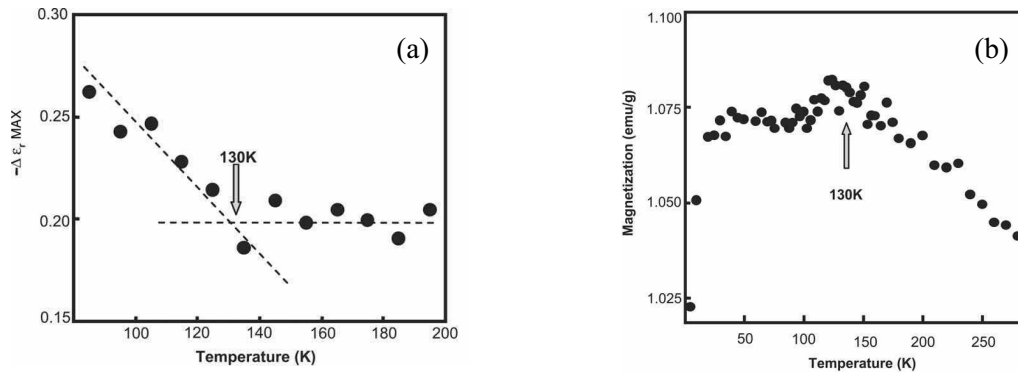 0.30
(a)
0.25
130K
0.20
0.15
100 120 140 160 180 200
Temperature (K)
−Δ εr MAX
1.100
(b)
1.075
130K
1.050
1.025
50 100 150 200 250
Temperature (K)
Magnetization (emu/g)